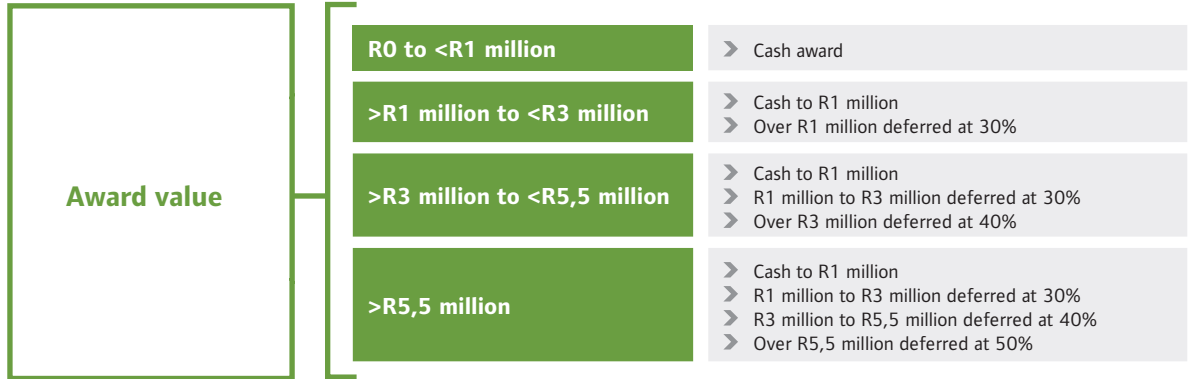 Award value
R0 to <R1 million
Cash award
>R1 million to <R3 million
Cash to R1 million
Over R1 million deferred at 30%
>R3 million to <R5,5 million
Cash to R1 million
R1 million to R3 million deferred at 30%
Over R3 million deferred at 40%
>R5,5 million
Cash to R1 million
R1 million to R3 million deferred at 30%
R3 million to R5,5 million deferred at 40%
Over R5,5 million deferred at 50%